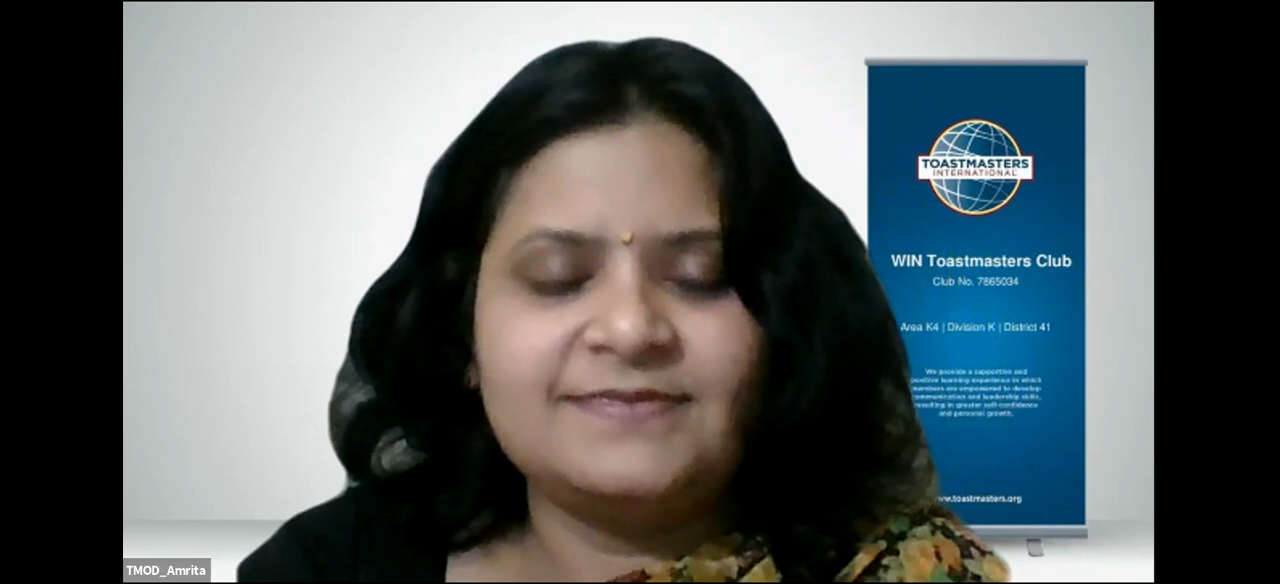 TOASTMASTERS
INTERNATIONAL
WIN Toastmasters Club
Club No. 7865034
Area K4 | Division K | District 41
We provide a supportive and
positive learning experience in which
members are empowered to develop
communication and leadership skills,
resulting in greater self-confidence
and personal growth.
www.toastmasters.org
TMOD_Amrita